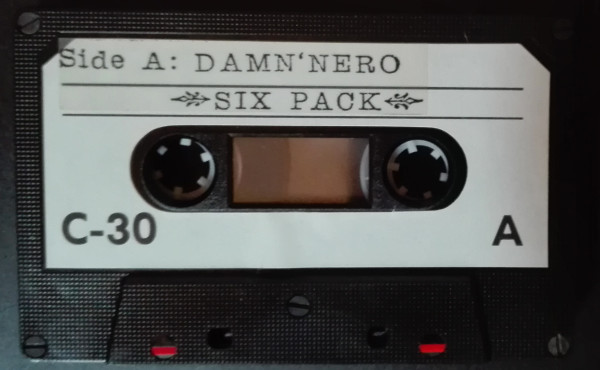 Side A: DAMN'NERO
SIX PACK
C-30
A